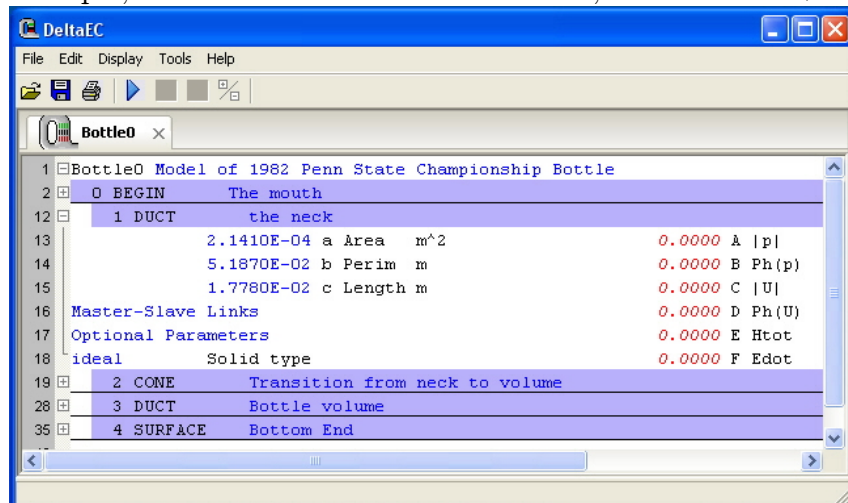 DeltaEC
File Edit Display Tools Help
Bottle0
1 Bottle0 Model of 1982 Penn State Championship Bottle
2 0 BEGIN The mouth
12 1 DUCT the neck
13 2.1410E-04 a Area m^2 0.0000 A |p|
14 5.1870E-02 b Perim m 0.0000 B Ph(p)
15 1.7780E-02 c Length m 0.0000 C |U|
16 Master-Slave Links 0.0000 D Ph(U)
17 Optional Parameters 0.0000 E Htot
18 ideal Solid type 0.0000 F Edot
19 2 CONE Transition from neck to volume
28 3 DUCT Bottle volume
35 4 SURFACE Bottom End